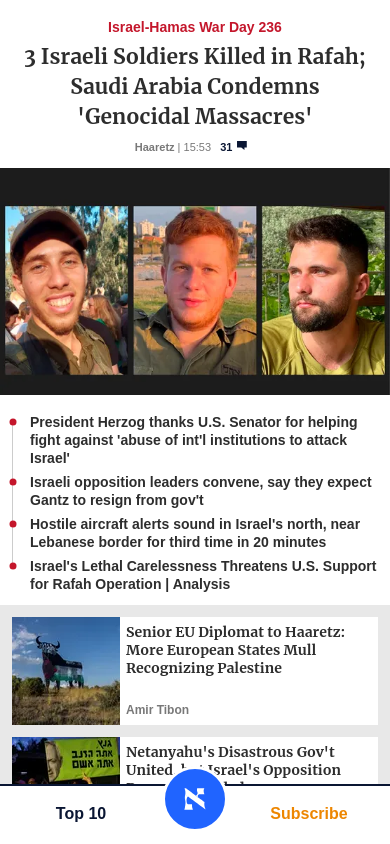 Israel-Hamas War Day 236
3 Israeli Soldiers Killed in Rafah;
Saudi Arabia Condemns
'Genocidal Massacres'
Haaretz | 15:53 31
President Herzog thanks U.S. Senator for helping
fight against 'abuse of int'l institutions to attack
Israel'
Israeli opposition leaders convene, say they expect
Gantz to resign from gov't
Hostile aircraft alerts sound in Israel's north, near
Lebanese border for third time in 20 minutes
Israel's Lethal Carelessness Threatens U.S. Support
for Rafah Operation | Analysis
Senior EU Diplomat to Haaretz:
More European States Mull
Recognizing Palestine
Amir Tibon
אתה הדגב
אתה אשם
Netanyahu's Disastrous Gov't
United, but Israel's Opposition
Top 10
Subscribe